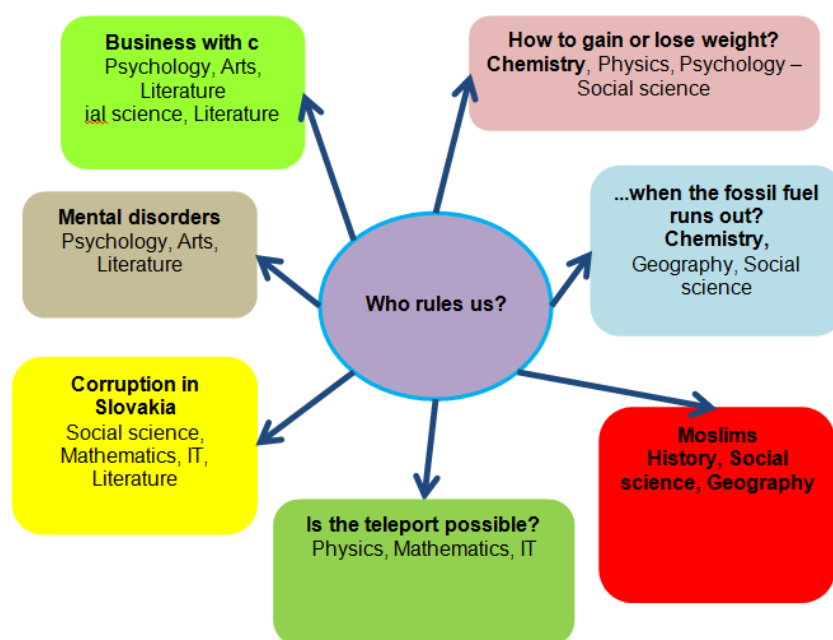 Business with c
Psychology, Arts,
Literature
ial science, Literature
How to gain or lose weight?
Chemistry, Physics, Psychology –
Social science
Mental disorders
Psychology, Arts,
Literature
...when the fossil fuel
runs out?
Chemistry,
Geography, Social
science
Who rules us?
Corruption in
Slovakia
Social science,
Mathematics, IT,
Literature
Moslims
History, Social
science, Geography
Is the teleport possible?
Physics, Mathematics, IT